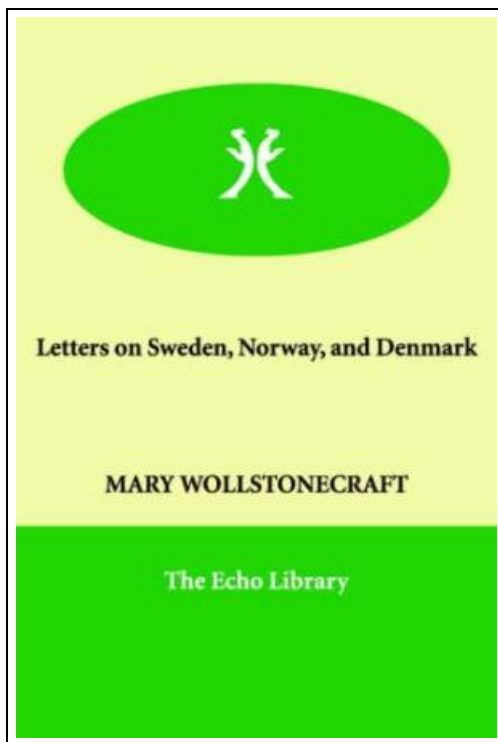 Letters on Sweden, Norway, and Denmark
MARY WOLLSTONECRAFT
The Echo Library